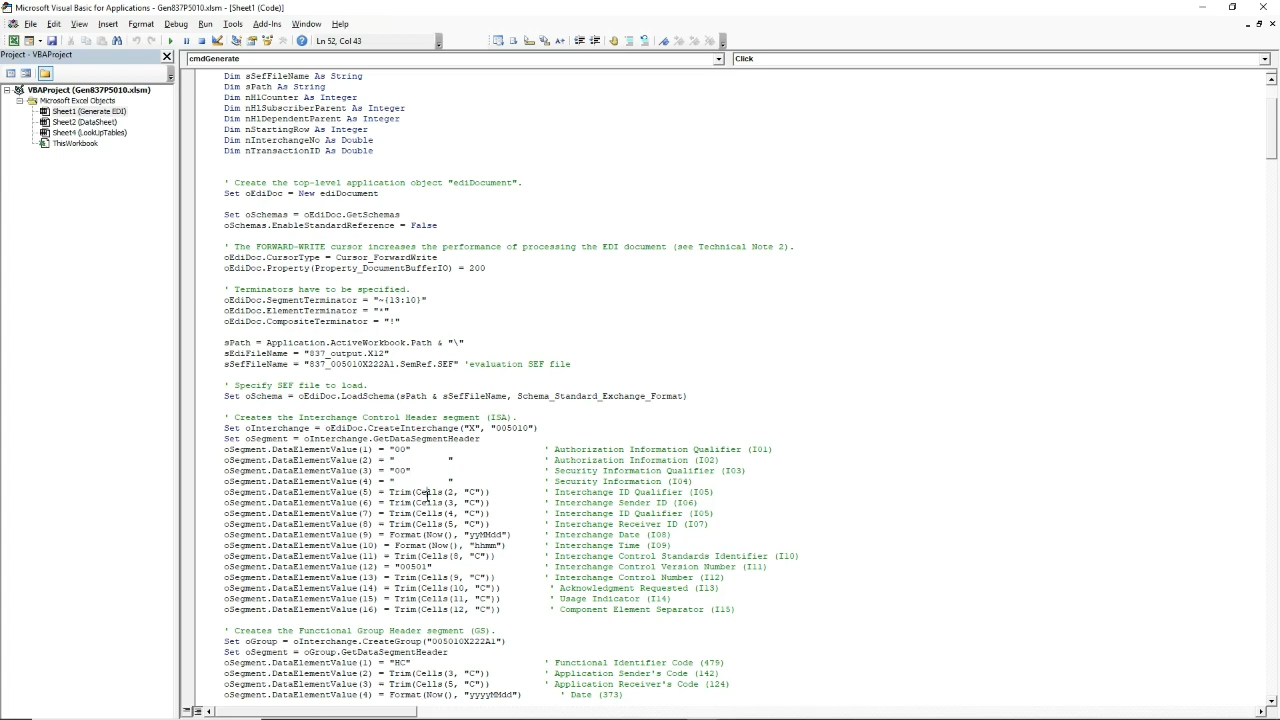 Microsoft Visual Basic for Applications - Gen837P5010.xlsm - [Sheet1 (Code)]
File Edit View Insert Format Debug Run Tools Add-Ins Window Help
Ln 52, Col 43
Project - VBAProject
cmdGenerate
Click
VBAProject (Gen837P5010.xlsm)
Microsoft Excel Objects
Sheet1 (Generate EDI)
Sheet2 (DataSheet)
Sheet4 (LookUpTables)
ThisWorkbook
Dim sSefFileName As String
Dim sPath As String
Dim nHlCounter As Integer
Dim nHlSubscriberParent As Integer
Dim nHlDependentParent As Integer
Dim nStartingRow As Integer
Dim nInterchangeNo As Double
Dim nTransactionID As Double
' Create the top-level application object "ediDocument".
Set oEdiDoc = New ediDocument
Set oSchemas = oEdiDoc.GetSchemas
oSchemas.EnableStandardReference = False
' The FORWARD-WRITE cursor increases the performance of processing the EDI document (see Technical Note 2).
oEdiDoc.CursorType = Cursor_ForwardWrite
oEdiDoc.Property(Property_DocumentBufferIO) = 200
' Terminators have to be specified.
oEdiDoc.SegmentTerminator = "~{13:10}"
oEdiDoc.ElementTerminator = "*"
oEdiDoc.CompositeTerminator = "!"
sPath = Application.ActiveWorkbook.Path & "\"
sEdiFileName = "837_output.X12"
sSefFileName = "837_005010X222A1.SemRef.SEF" 'evaluation SEF file
' Specify SEF file to load.
Set oSchema = oEdiDoc.LoadSchema(sPath & sSefFileName, Schema_Standard_Exchange_Format)
' Creates the Interchange Control Header segment (ISA).
Set oInterchange = oEdiDoc.CreateInterchange("X", "005010")
Set oSegment = oInterchange.GetDataSegmentHeader
oSegment.DataElementValue(1) = "00" ' Authorization Information Qualifier (I01)
oSegment.DataElementValue(2) = "          " ' Authorization Information (I02)
oSegment.DataElementValue(3) = "00" ' Security Information Qualifier (I03)
oSegment.DataElementValue(4) = "          " ' Security Information (I04)
oSegment.DataElementValue(5) = Trim(Cells(2, "C")) ' Interchange ID Qualifier (I05)
oSegment.DataElementValue(6) = Trim(Cells(3, "C")) ' Interchange Sender ID (I06)
oSegment.DataElementValue(7) = Trim(Cells(4, "C")) ' Interchange ID Qualifier (I05)
oSegment.DataElementValue(8) = Trim(Cells(5, "C")) ' Interchange Receiver ID (I07)
oSegment.DataElementValue(9) = Format(Now(), "yyMMdd") ' Interchange Date (I08)
oSegment.DataElementValue(10) = Format(Now(), "hhmm") ' Interchange Time (I09)
oSegment.DataElementValue(11) = Trim(Cells(8, "C")) ' Interchange Control Standards Identifier (I10)
oSegment.DataElementValue(12) = "00501" ' Interchange Control Version Number (I11)
oSegment.DataElementValue(13) = Trim(Cells(9, "C")) ' Interchange Control Number (I12)
oSegment.DataElementValue(14) = Trim(Cells(10, "C")) ' Acknowledgment Requested (I13)
oSegment.DataElementValue(15) = Trim(Cells(11, "C")) ' Usage Indicator (I14)
oSegment.DataElementValue(16) = Trim(Cells(12, "C")) ' Component Element Separator (I15)
' Creates the Functional Group Header segment (GS).
Set oGroup = oInterchange.CreateGroup("005010X222A1")
Set oSegment = oGroup.GetDataSegmentHeader
oSegment.DataElementValue(1) = "HC" ' Functional Identifier Code (479)
oSegment.DataElementValue(2) = Trim(Cells(3, "C")) ' Application Sender's Code (142)
oSegment.DataElementValue(3) = Trim(Cells(5, "C")) ' Application Receiver's Code (124)
oSegment.DataElementValue(4) = Format(Now(), "yyyyMMdd") ' Date (373)